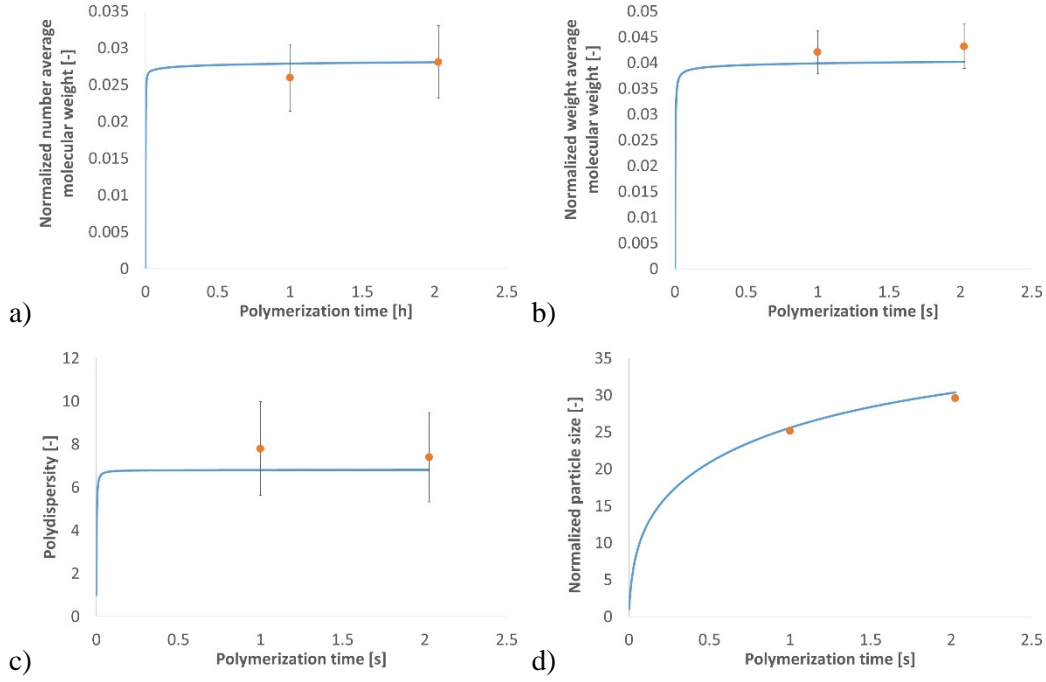 Normalized number average
molecular weight [-]
0.035
0.03
0.025
0.02
0.015
0.01
0.005
0
0 0.5 1 1.5 2 2.5
Polymerization time [h]
a)
Normalized weight average
molecular weight [-]
0.05
0.045
0.04
0.035
0.03
0.025
0.02
0.015
0.01
0.005
0
0 0.5 1 1.5 2 2.5
Polymerization time [s]
b)
Polydispersity [-]
12
10
8
6
4
2
0
0 0.5 1 1.5 2 2.5
Polymerization time [s]
c)
Normalized particle size [-]
35
30
25
20
15
10
5
0
0 0.5 1 1.5 2 2.5
Polymerization time [s]
d)